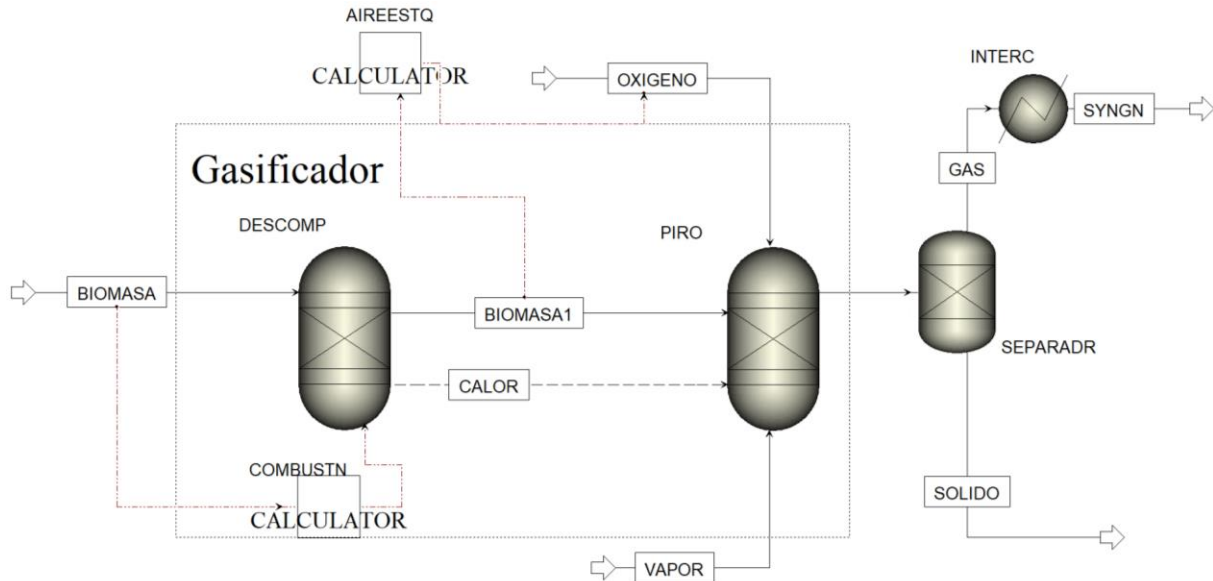 AIREESTQ
CALCULATOR
OXIGENO
INTERC
SYNGN
GAS
Gasificador
DESCOMP
PIRO
BIOMASA
BIOMASA1
SEPARADR
CALOR
COMBUSTN
CALCULATOR
SOLIDO
VAPOR